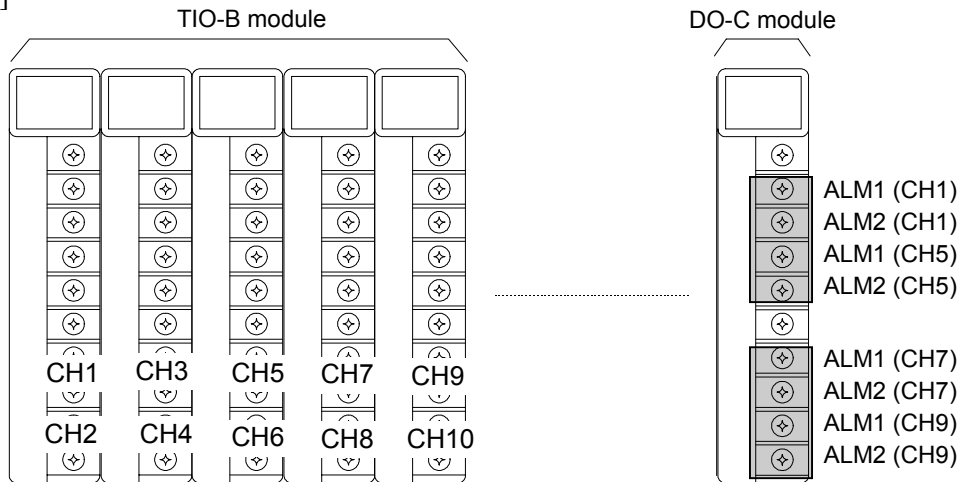 ]
TIO-B module
DO-C module
ALM1 (CH1)
ALM2 (CH1)
ALM1 (CH5)
ALM2 (CH5)
CH1 CH3 CH5 CH7 CH9
CH2 CH4 CH6 CH8 CH10
ALM1 (CH7)
ALM2 (CH7)
ALM1 (CH9)
ALM2 (CH9)